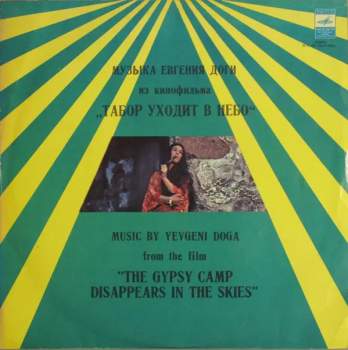 МУЗЫКА ЕВГЕНИЯ ДОГИ
из кинофильма
„ТАБОР УХОДИТ В НЕБО“
MUSIC BY YEVGENI DOGA
from the film
"THE GYPSY CAMP
DISAPPEARS IN THE SKIES"